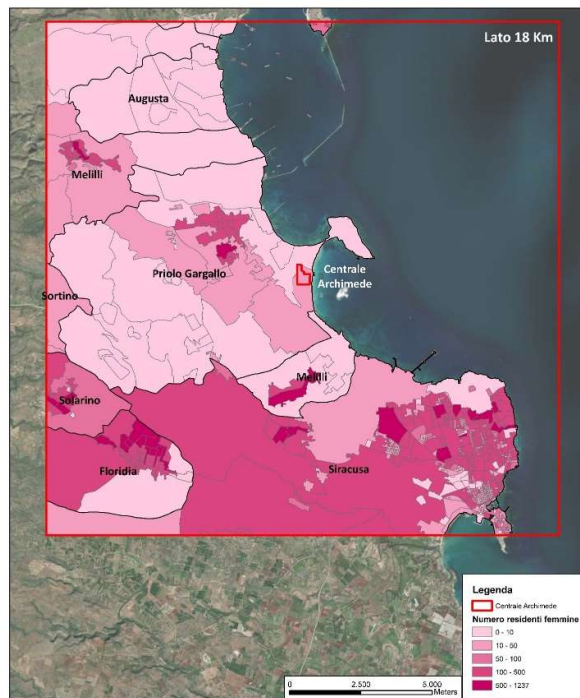 Lato 18 Km
Augusta
Melilli
Priolo Gargallo
Centrale
Archimede
Sortino
Melilli
Solarino
Floridia
Siracusa
Legenda
Centrale Archimede
Numero residenti femmine
0 - 10
10 - 50
50 - 100
100 - 500
500 - 1237
0 2.500 5.000
Meters